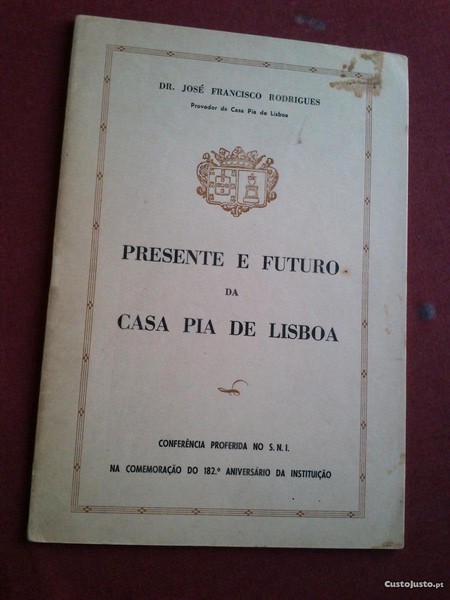 DR. JOSÉ FRANCISCO RODRIGUES
Provedor da Casa Pia de Lisboa
PRESENTE E FUTURO
DA
CASA PIA DE LISBOA
CONFERÊNCIA PROFERIDA NO S. N. I.
NA COMEMORAÇÃO DO 182.º ANIVERSÁRIO DA INSTITUIÇÃO
CustoJusto.pt